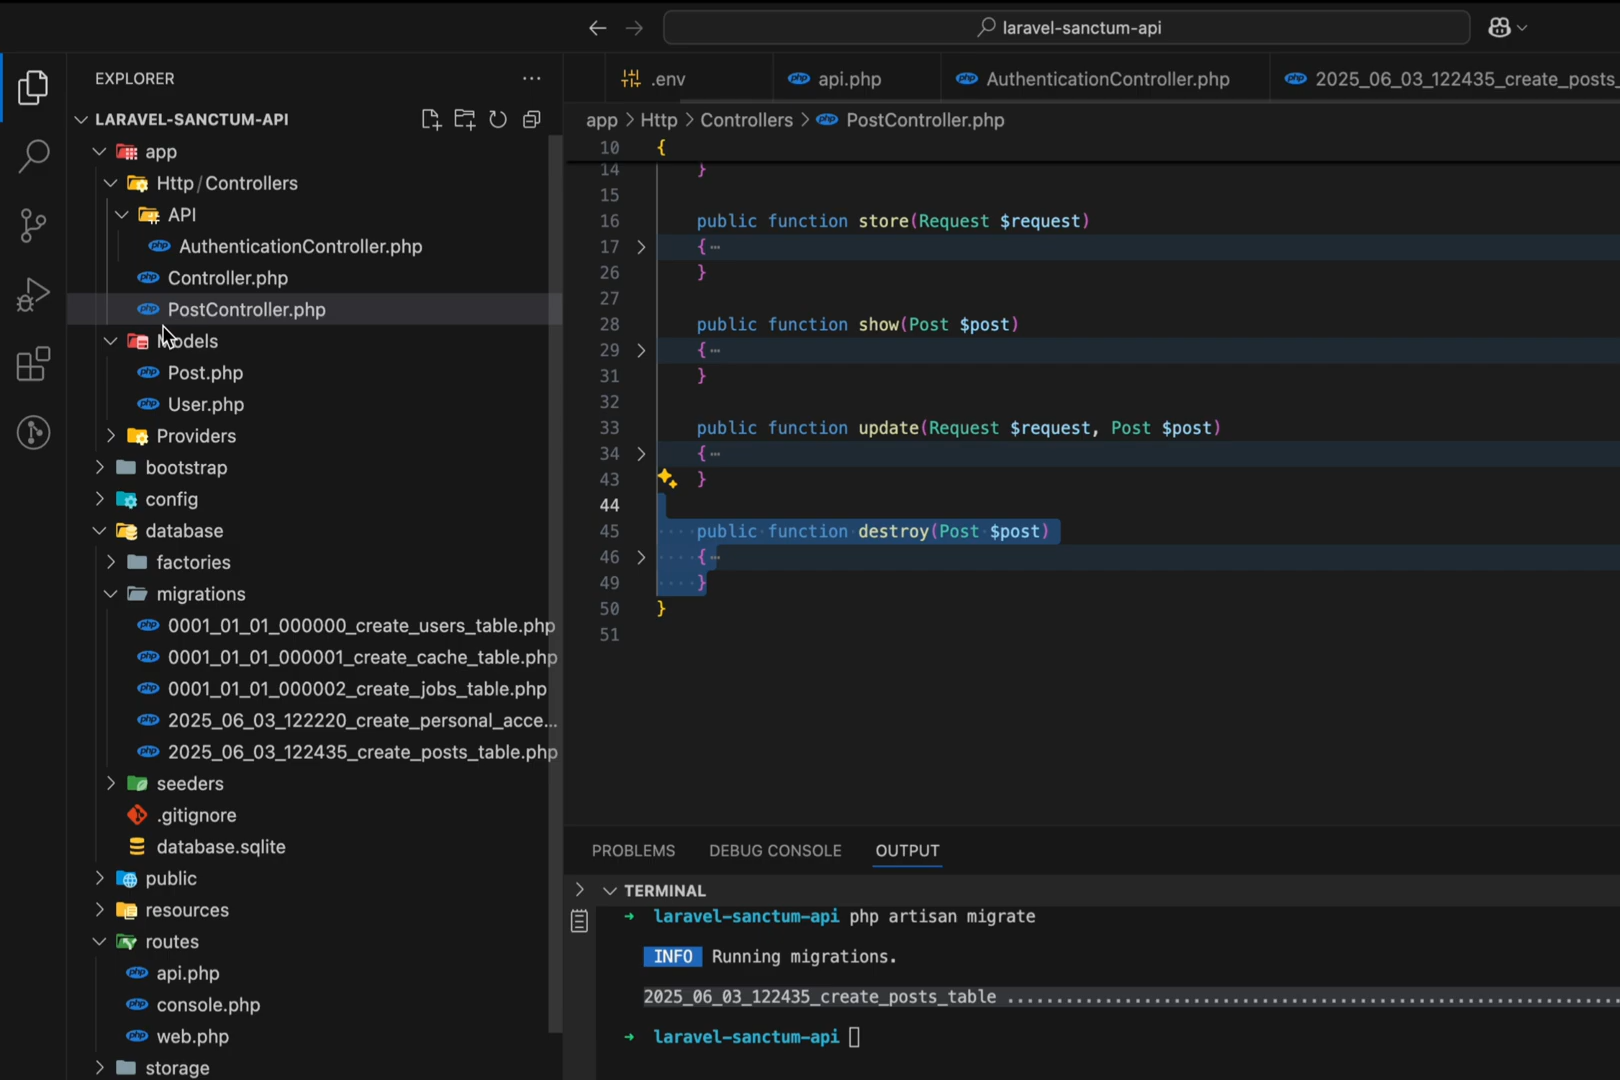 laravel-sanctum-api
EXPLORER
LARAVEL-SANCTUM-API
app
Http/Controllers
API
AuthenticationController.php
Controller.php
PostController.php
Models
Post.php
User.php
Providers
bootstrap
config
database
factories
migrations
0001_01_01_000000_create_users_table.php
0001_01_01_000001_create_cache_table.php
0001_01_01_000002_create_jobs_table.php
2025_06_03_122220_create_personal_acce...
2025_06_03_122435_create_posts_table.php
seeders
.gitignore
database.sqlite
public
resources
routes
api.php
console.php
web.php
storage
.env
api.php
AuthenticationController.php
2025_06_03_122435_create_posts_
app > Http > Controllers > PostController.php
10 {
14 }
15
16 public function store(Request $request)
17 { ⋯
26 }
27
28 public function show(Post $post)
29 { ⋯
31 }
32
33 public function update(Request $request, Post $post)
34 { ⋯
43 }
44
45 public function destroy(Post $post)
46 { ⋯
49 }
50 }
51
PROBLEMS DEBUG CONSOLE OUTPUT
TERMINAL
➜ laravel-sanctum-api php artisan migrate
INFO Running migrations.
2025_06_03_122435_create_posts_table ..............................................................
➜ laravel-sanctum-api